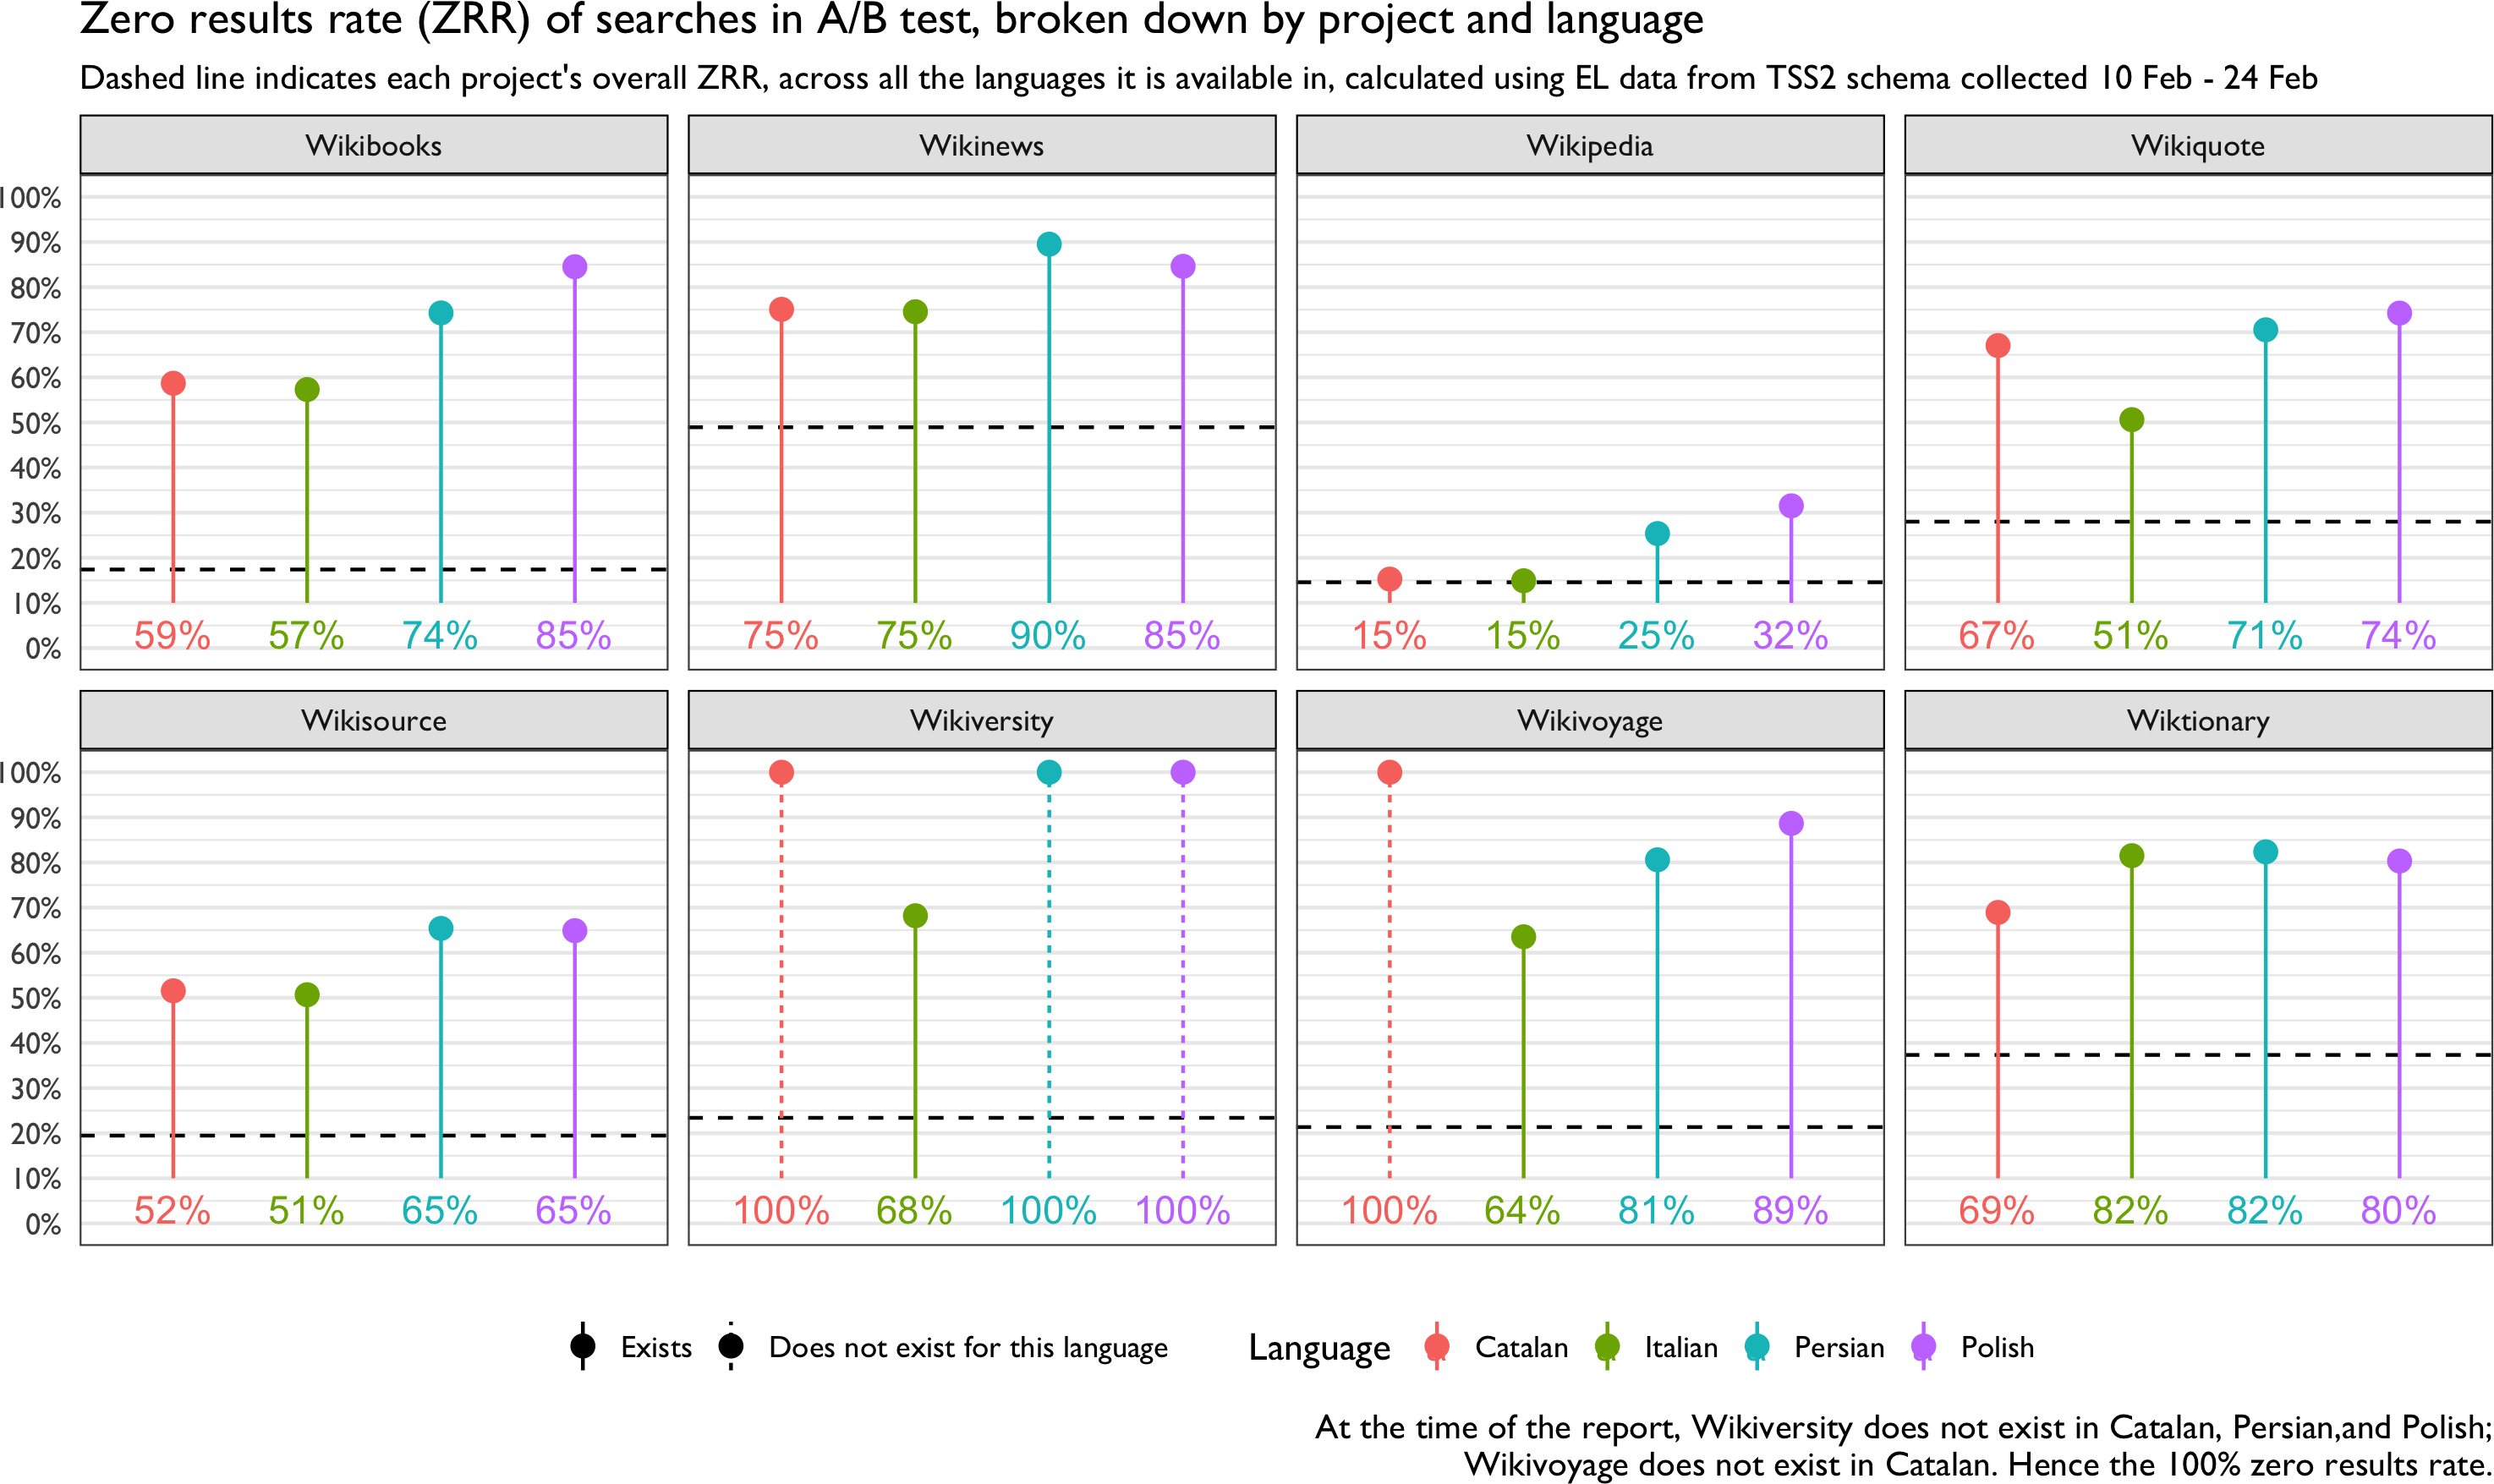 Zero results rate (ZRR) of searches in A/B test, broken down by project and language
Dashed line indicates each project's overall ZRR, across all the languages it is available in, calculated using EL data from TSS2 schema collected 10 Feb - 24 Feb
Wikibooks Wikinews Wikipedia Wikiquote
100%
90%
80%
70%
60%
50%
40%
30%
20%
10%
0%
59% 57% 74% 85% 75% 75% 90% 85% 15% 15% 25% 32% 67% 51% 71% 74%
Wikisource Wikiversity Wikivoyage Wiktionary
100%
90%
80%
70%
60%
50%
40%
30%
20%
10%
0%
52% 51% 65% 65% 100% 68% 100% 100% 100% 64% 81% 89% 69% 82% 82% 80%
Exists Does not exist for this language Language Catalan Italian Persian Polish
At the time of the report, Wikiversity does not exist in Catalan, Persian,and Polish;
Wikivoyage does not exist in Catalan. Hence the 100% zero results rate.